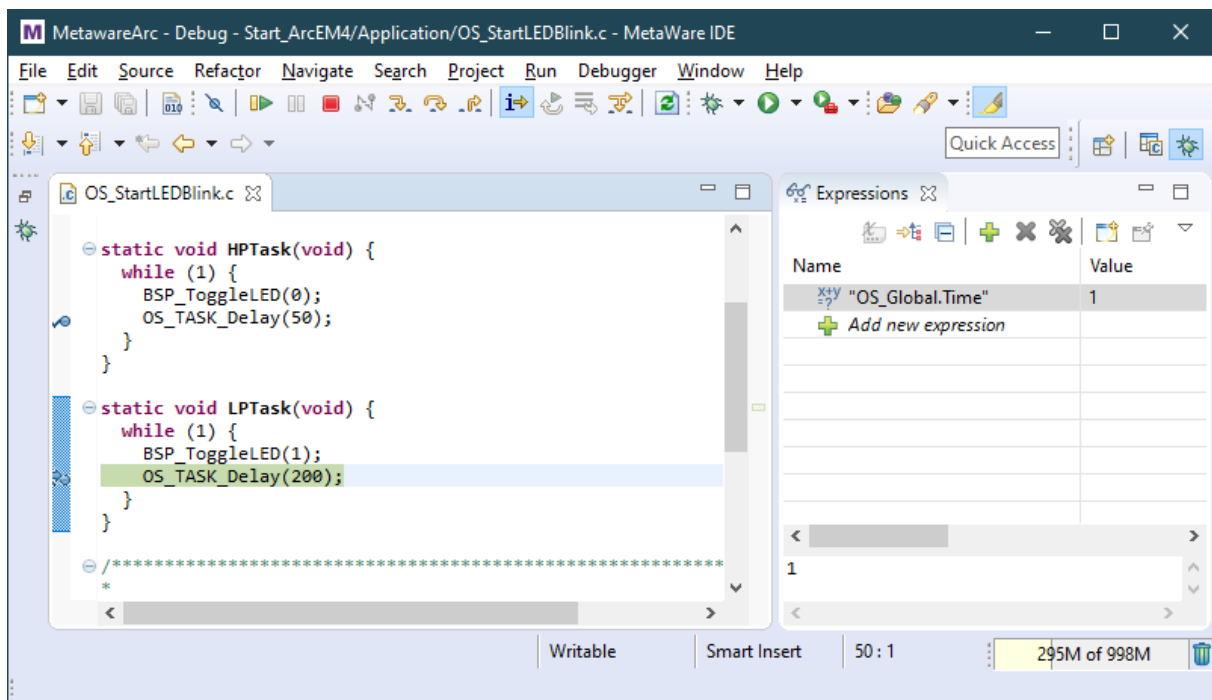 M MetawareArc - Debug - Start_ArcEM4/Application/OS_StartLEDBlink.c - MetaWare IDE
File Edit Source Refactor Navigate Search Project Run Debugger Window Help
010
Quick Access
OS_StartLEDBlink.c
static void HPTask(void) {
while (1) {
BSP_ToggleLED(0);
OS_TASK_Delay(50);
}
}
static void LPTask(void) {
while (1) {
BSP_ToggleLED(1);
OS_TASK_Delay(200);
}
}
/**********************************************************
*
Expressions
Name Value
x+y =? "OS_Global.Time" 1
Add new expression
1
Writable Smart Insert 50 : 1 295M of 998M